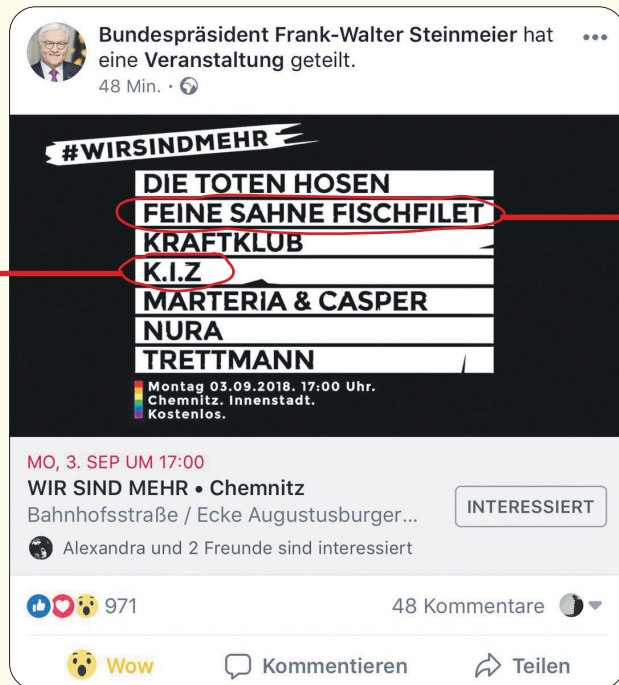 Bundespräsident Frank-Walter Steinmeier hat
eine Veranstaltung geteilt.
48 Min.
#WIRSINDMEHR
DIE TOTEN HOSEN
FEINE SAHNE FISCHFILET
KRAFTKLUB
K.I.Z
MARTERIA & CASPER
NURA
TRETTMANN
Montag 03.09.2018. 17:00 Uhr.
Chemnitz. Innenstadt.
Kostenlos.
MO, 3. SEP UM 17:00
WIR SIND MEHR • Chemnitz
Bahnhofsstraße / Ecke Augustusburger...
INTERESSIERT
Alexandra und 2 Freunde sind interessiert
971
48 Kommentare
Wow
Kommentieren
Teilen